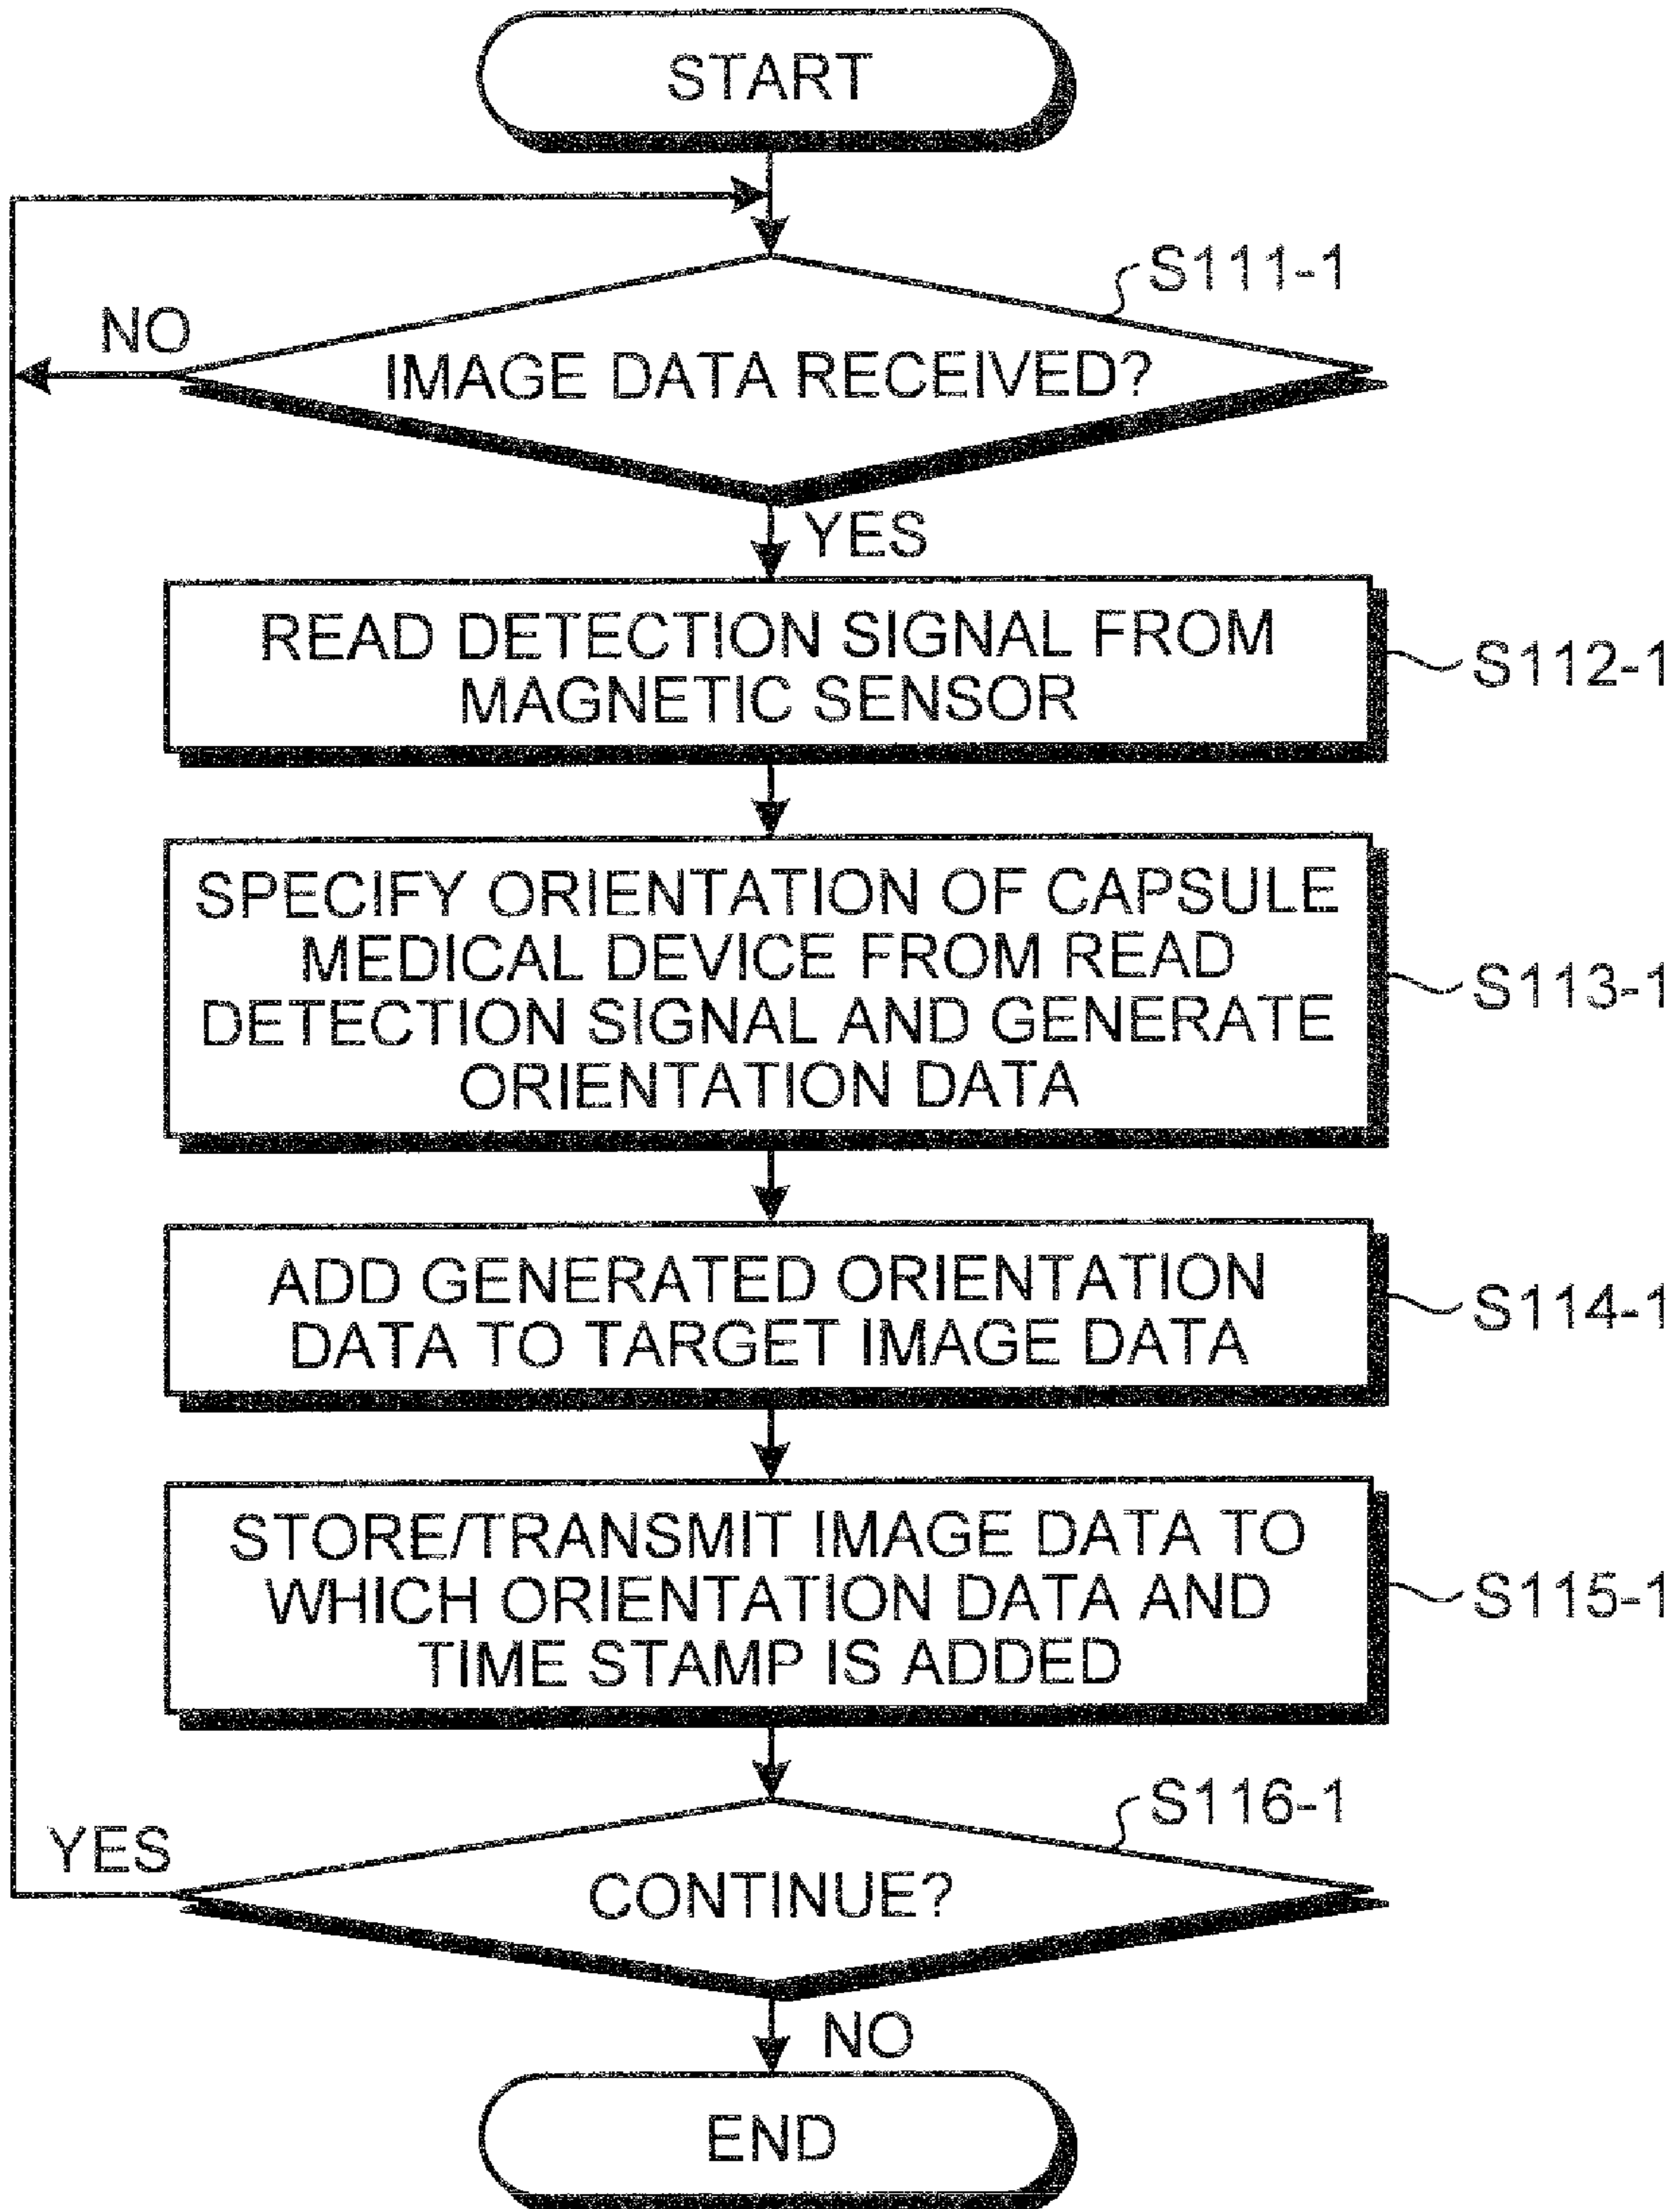 START
S111-1
NO
IMAGE DATA RECEIVED?
YES
READ DETECTION SIGNAL FROM
MAGNETIC SENSOR
S112-1
SPECIFY ORIENTATION OF CAPSULE
MEDICAL DEVICE FROM READ
DETECTION SIGNAL AND GENERATE
ORIENTATION DATA
S113-1
ADD GENERATED ORIENTATION
DATA TO TARGET IMAGE DATA
S114-1
STORE/TRANSMIT IMAGE DATA TO
WHICH ORIENTATION DATA AND
TIME STAMP IS ADDED
S115-1
S116-1
YES
CONTINUE?
NO
END